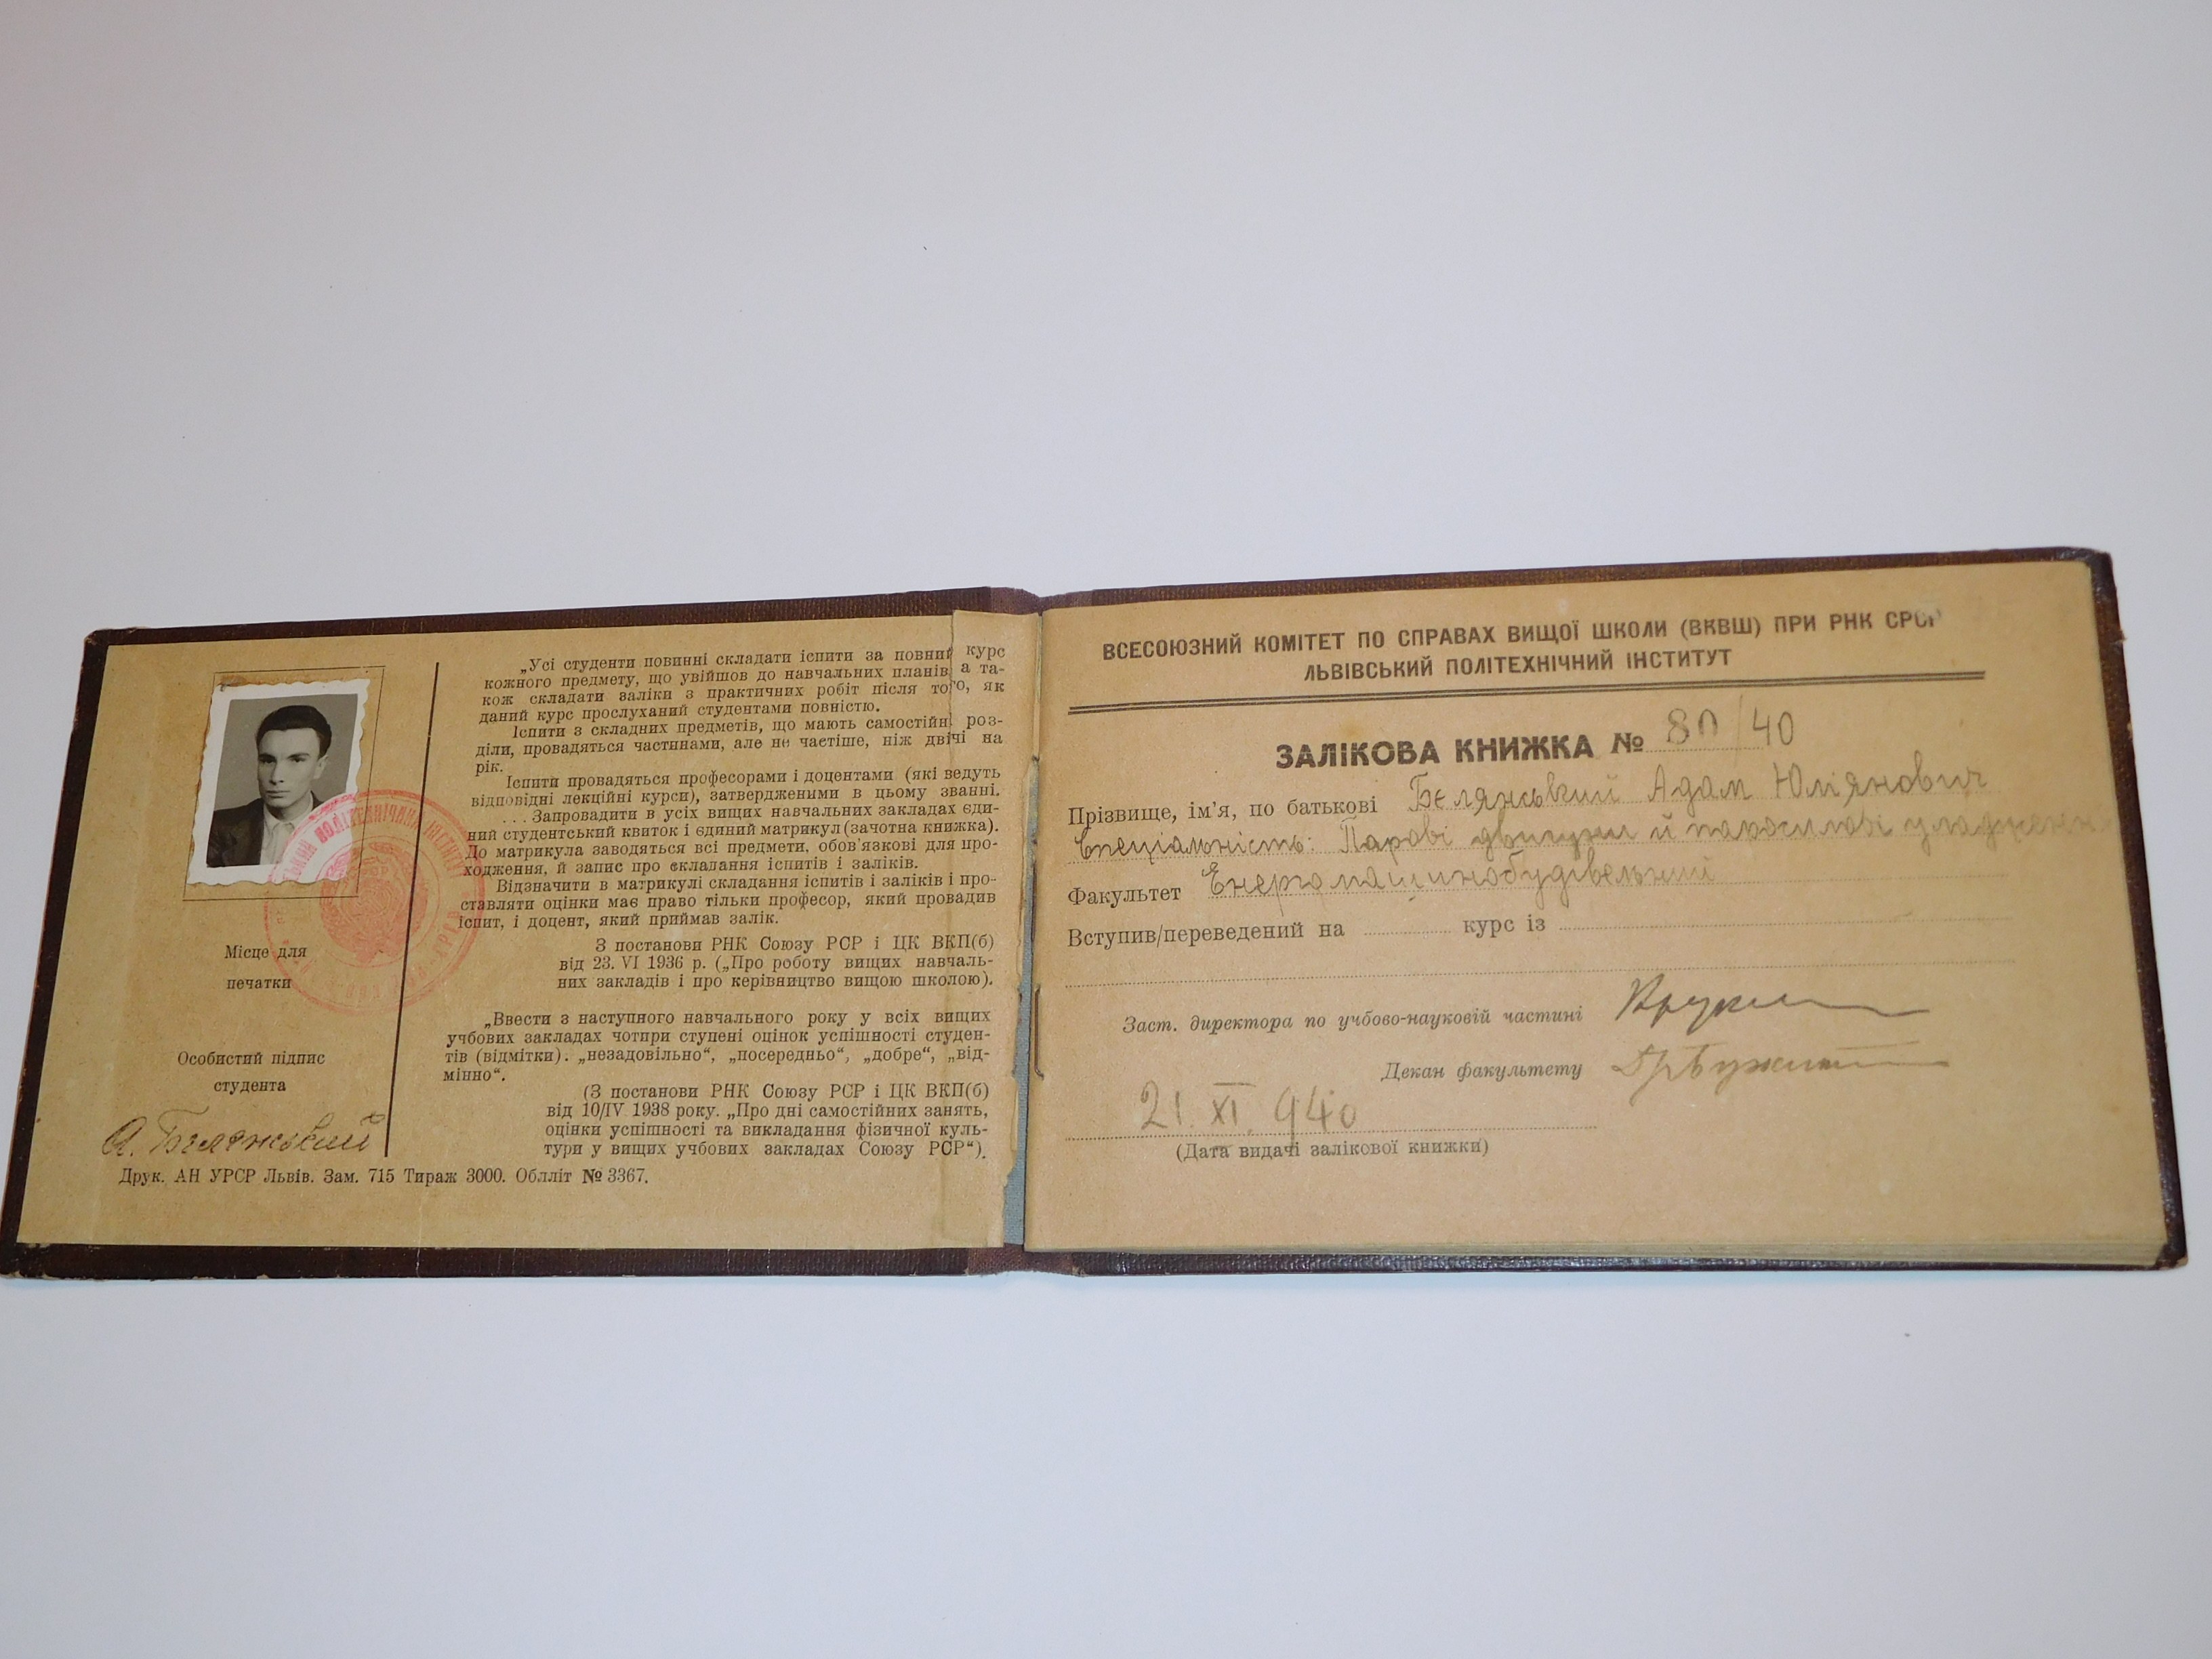 „Усі студенти повинні складати іспити за повний курс
кожного предмету, що увійшов до навчальних планів, а та-
кож складати заліки з практичних робіт після того, як
даний курс прослуханий студентами повністю.
Іспити з складних предметів, що мають самостійні роз-
діли, провадяться частинами, але не частіше, ніж двічі на
рік.
Іспити провадяться професорами і доцентами (які ведуть
відповідні лекційні курси), затвердженими в цьому званні.
. . . Запровадити в усіх вищих навчальних закладах єди-
ний студентський квиток і єдиний матрикул (зачотна книжка).
До матрикула заводяться всі предмети, обов'язкові для про-
ходження, й запис про складання іспитів і заліків.
Відзначити в матрикулі складання іспитів і заліків і про-
ставляти оцінки має право тільки професор, який провадив
іспит, і доцент, який приймав залік.
З постанови РНК Союзу РСР і ЦК ВКП(б)
від 23. VI 1936 р. („Про роботу вищих навчаль-
них закладів і про керівництво вищою школою).
„Ввести з наступного навчального року у всіх вищих
учбових закладах чотири ступені оцінок успішності студен-
тів (відмітки). „незадовільно“, „посередньо“, „добре“, „від-
мінно“.
(З постанови РНК Союзу РСР і ЦК ВКП(б)
від 10/IV 1938 року. „Про дні самостійних занять,
оцінки успішності та викладання фізичної куль-
тури у вищих учбових закладах Союзу РСР“).
ПОЛІТЕХНІЧНИЙ ІНСТИТУТ
Місце для
печатки
Особистий підпис
студента
А. Бєлянський
Друк. АН УРСР Львів. Зам. 715 Тираж 3000. Обліт № 3367.
ВСЕСОЮЗНИЙ КОМІТЕТ ПО СПРАВАХ ВИЩОЇ ШКОЛИ (ВКВШ) ПРИ РНК СРСР
ЛЬВІВСЬКИЙ ПОЛІТЕХНІЧНИЙ ІНСТИТУТ
ЗАЛІКОВА КНИЖКА № 80/40
Прізвище, ім'я, по батькові Бєлянський Адам Юліянович
Спеціальність: Парові двигуни й паросилові уладження
Факультет Енергомашинобудівельний
Вступив/переведений на курс із
Заст. директора по учбово-науковій частині
Декан факультету
21. XI. 940
(Дата видачі залікової книжки)